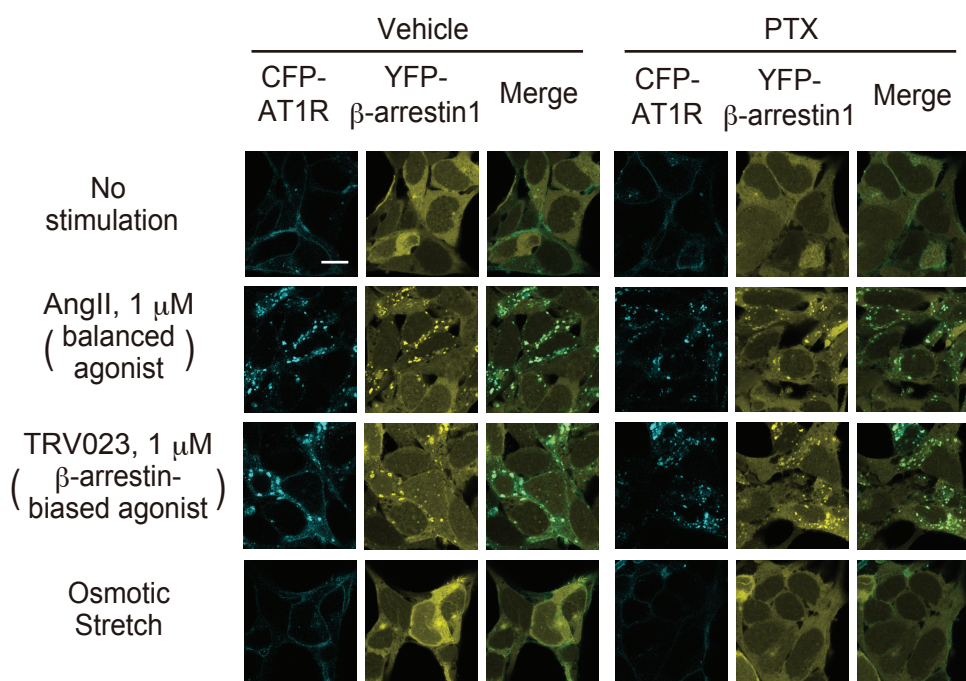 Vehicle
PTX
CFP-
AT1R
YFP-
β-arrestin1
Merge
CFP-
AT1R
YFP-
β-arrestin1
Merge
No
stimulation
AngII, 1 μM
( balanced
agonist )
TRV023, 1 μM
( β-arrestin-
biased agonist )
Osmotic
Stretch